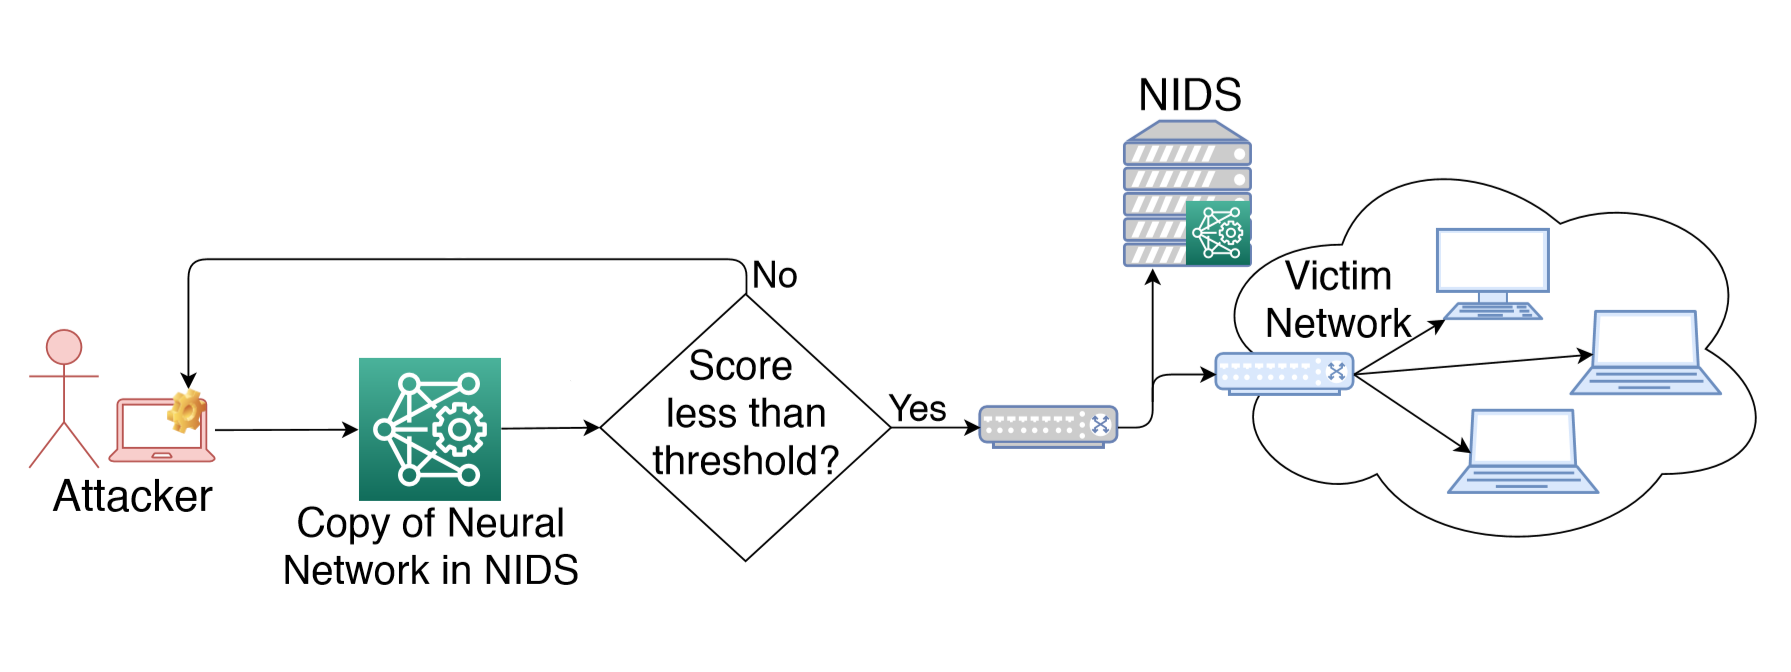 NIDS
No
Victim
Network
Score
less than
threshold?
Yes
Attacker
Copy of Neural
Network in NIDS